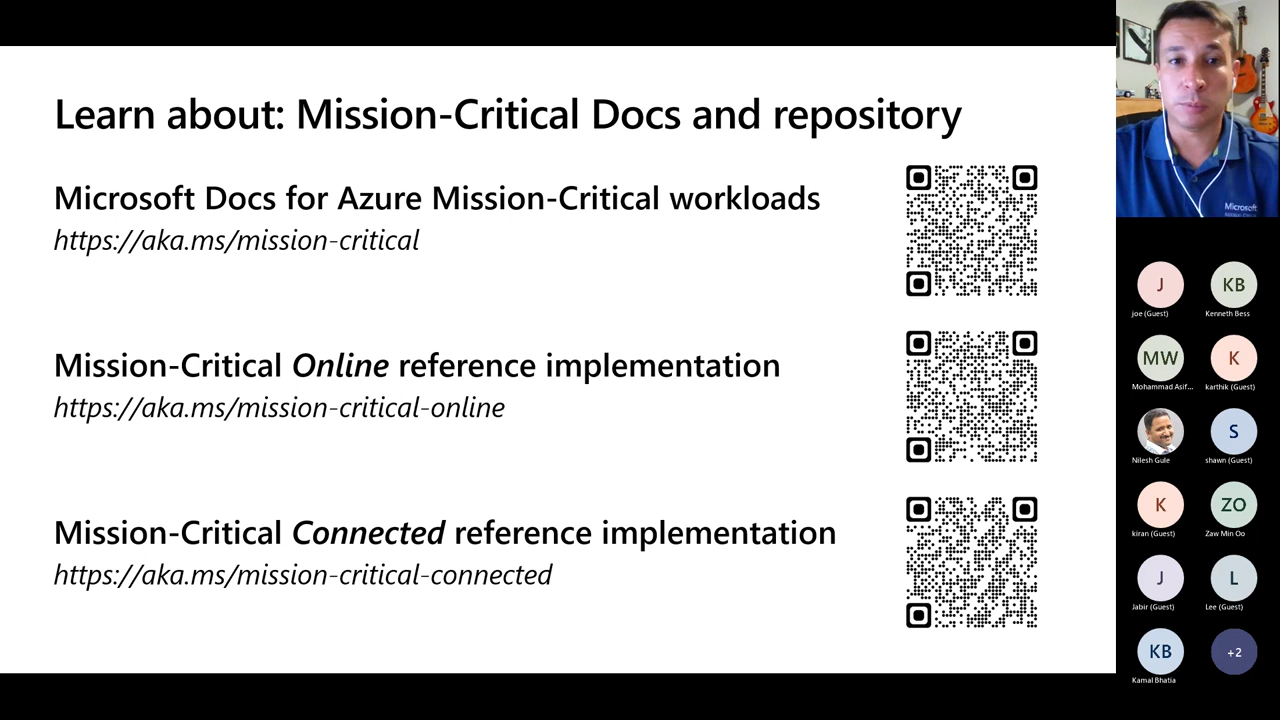 Learn about: Mission-Critical Docs and repository
Microsoft Docs for Azure Mission-Critical workloads
https://aka.ms/mission-critical
Mission-Critical Online reference implementation
https://aka.ms/mission-critical-online
Mission-Critical Connected reference implementation
https://aka.ms/mission-critical-connected
Microsoft
J
KB
joe (Guest)
Kenneth Bess
MW
K
Mohammad Asif...
karthik (Guest)
S
Nilesh Gule
shawn (Guest)
K
ZO
kiran (Guest)
Zaw Min Oo
J
L
Jabir (Guest)
Lee (Guest)
KB
+2
Kamal Bhatia